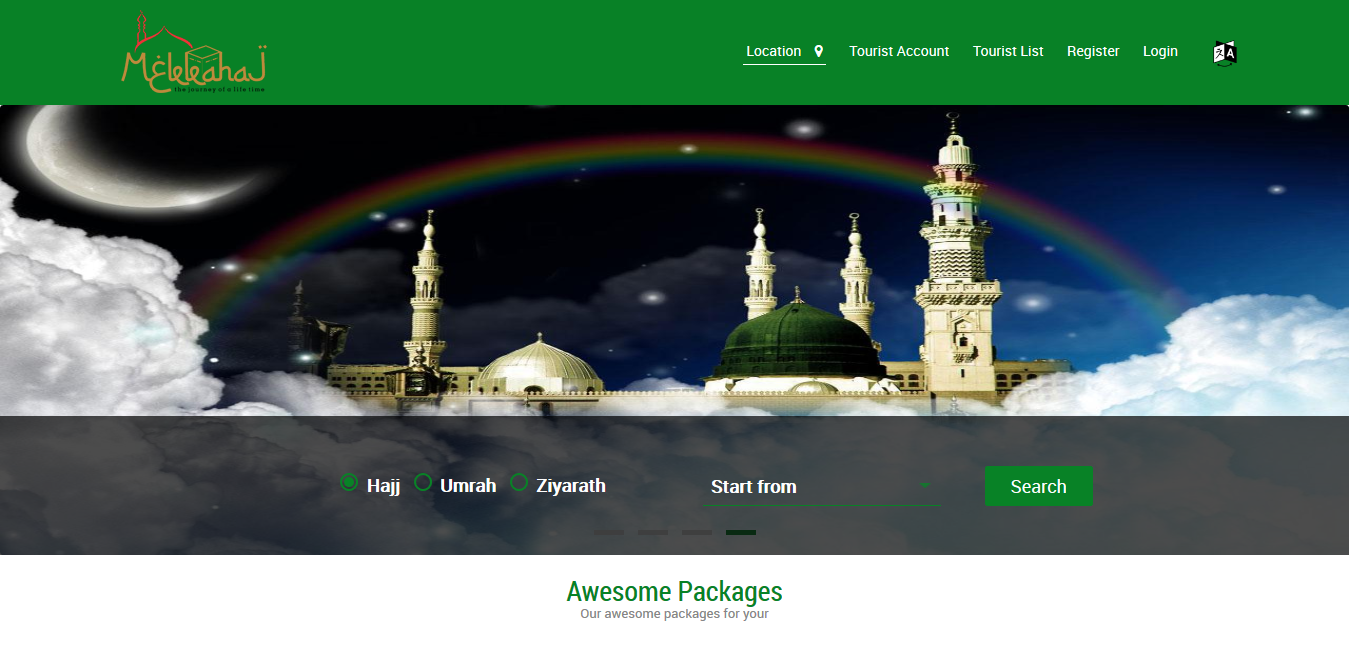 Mëleleahaj
the journey of a life time
Location
Tourist Account
Tourist List
Register
Login
A
Hajj
Umrah
Ziyarath
Start from
Search
Awesome Packages
Our awesome packages for your